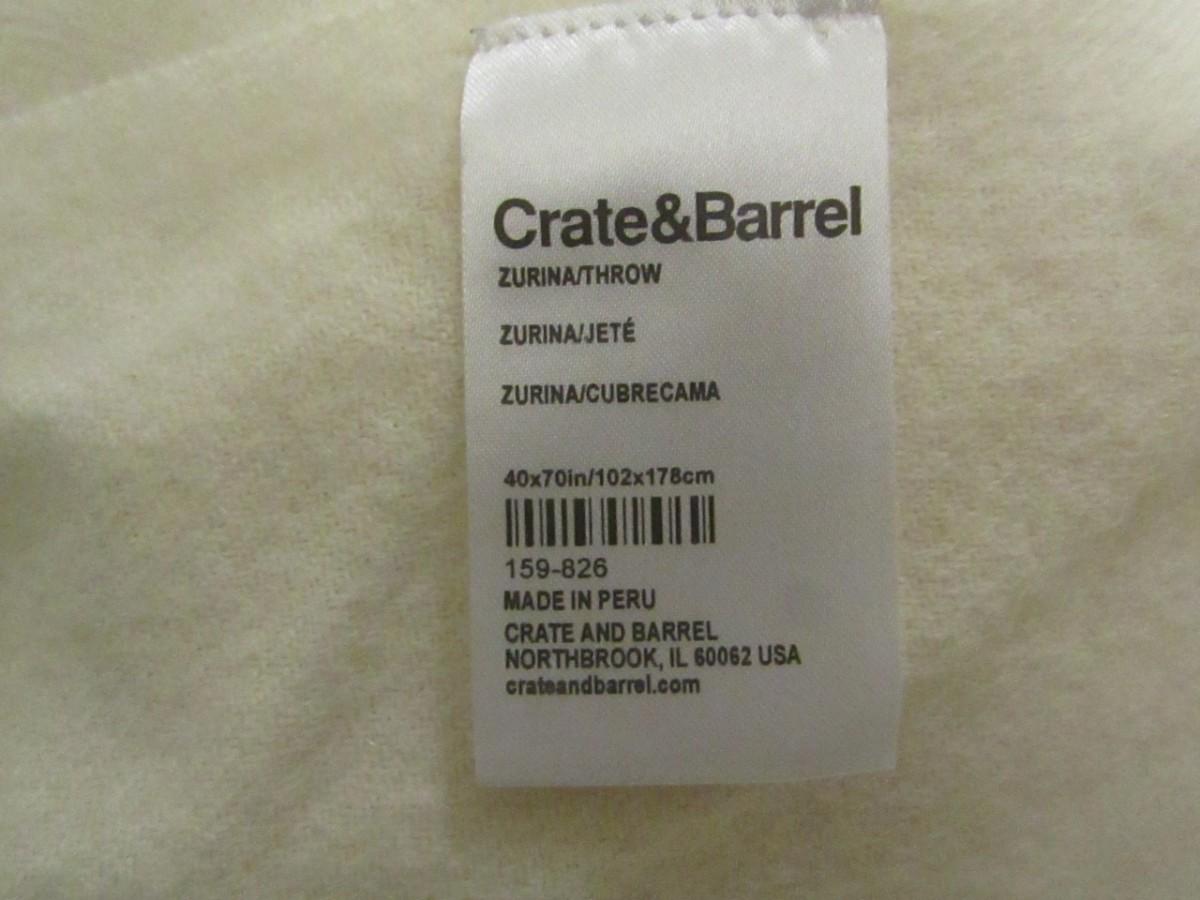 Crate&Barrel
ZURINA/THROW
ZURINA/JETÉ
ZURINA/CUBRECAMA
40x70in/102x178cm
159-826
MADE IN PERU
CRATE AND BARREL
NORTHBROOK, IL 60062 USA
crateandbarrel.com